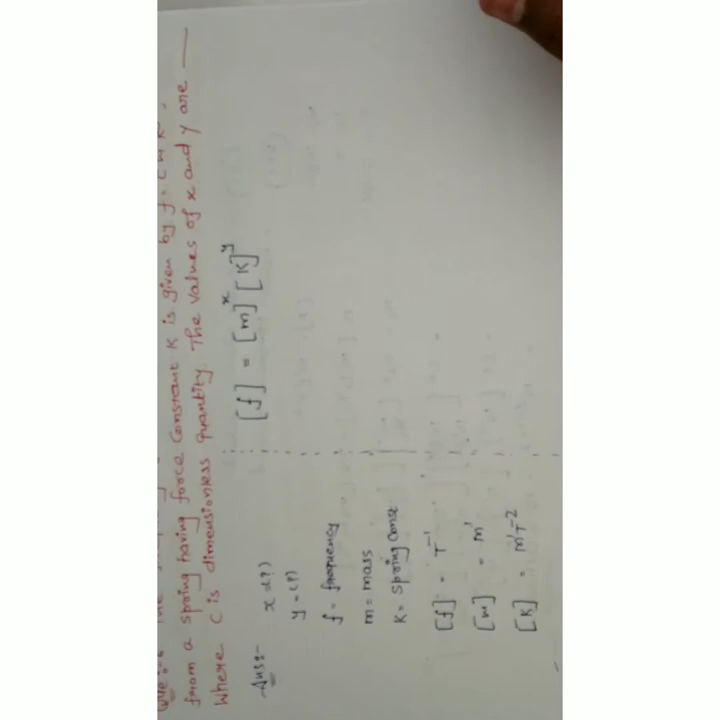 from a spring having force constant K is given by f = C
Where C is dimensionless quantity. The values of x and y are —
Ans:-
x = (?)
y = (?)
f = frequency
m = mass
K = spring const
[f] = T⁻¹
[m] = M¹
[K] = M¹T⁻²
[f] = [m]ˣ [K]ʸ